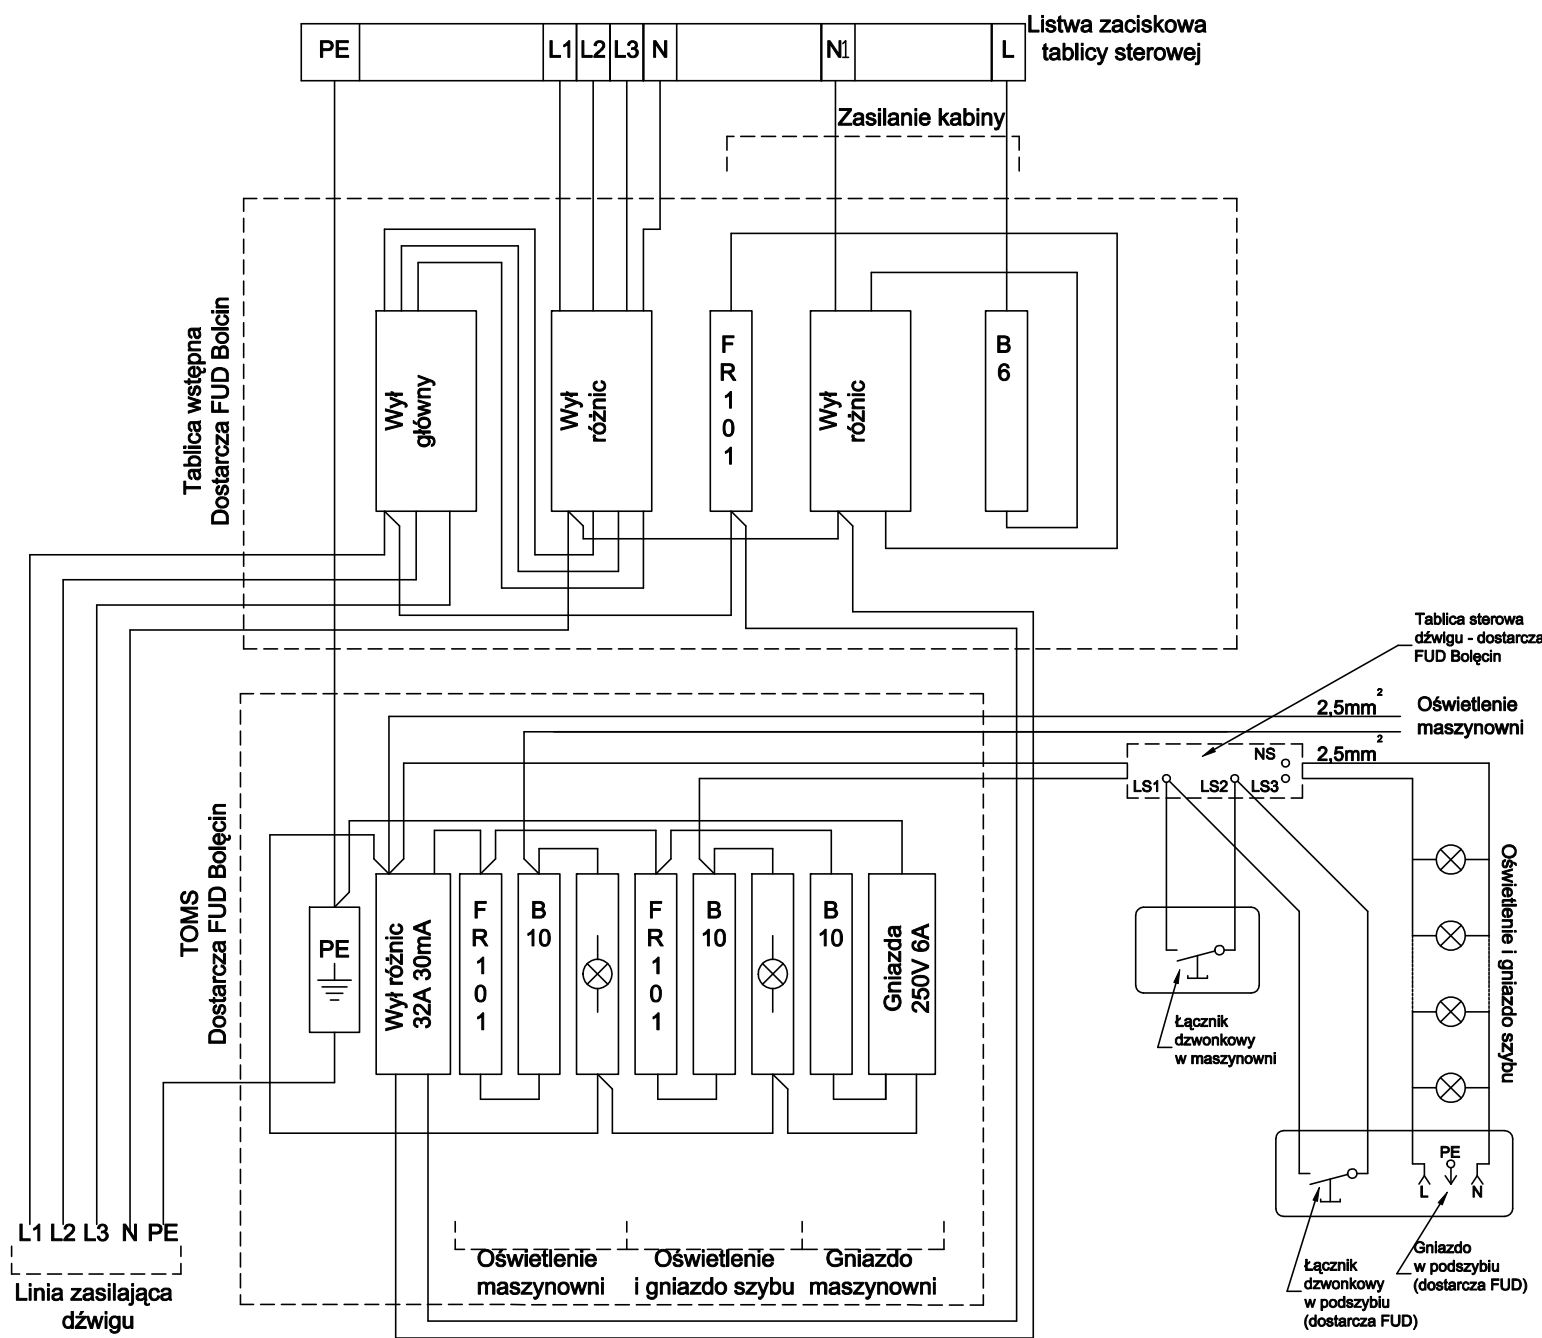 PE
L1
L2
L3
N
N1
L
Listwa zaciskowa
tablicy sterowej
Zasilanie kabiny
Tablica wstępna
Dostarcza FUD Bolcin
Wył
główny
Wył
różnic
F
R
1
0
1
Wył
różnic
B
6
Tablica sterowa
dźwigu - dostarcza
FUD Bolęcin
2,5mm²
Oświetlenie
maszynowni
2,5mm²
NS
LS1
LS2
LS3
TOMS
Dostarcza FUD Bolęcin
PE
Wył różnic
32A 30mA
F
R
1
0
1
B
10
F
R
1
0
1
B
10
B
10
Gniazda
250V 6A
Oświetlenie i gniazdo szybu
Łącznik
dzwonkowy
w maszynowni
PE
L
N
L1
L2
L3
N
PE
Linia zasilająca
dźwigu
Oświetlenie
maszynowni
Oświetlenie
i gniazdo szybu
Gniazdo
maszynowni
Łącznik
dzwonkowy
w podszybiu
(dostarcza FUD)
Gniazdo
w podszybiu
(dostarcza FUD)